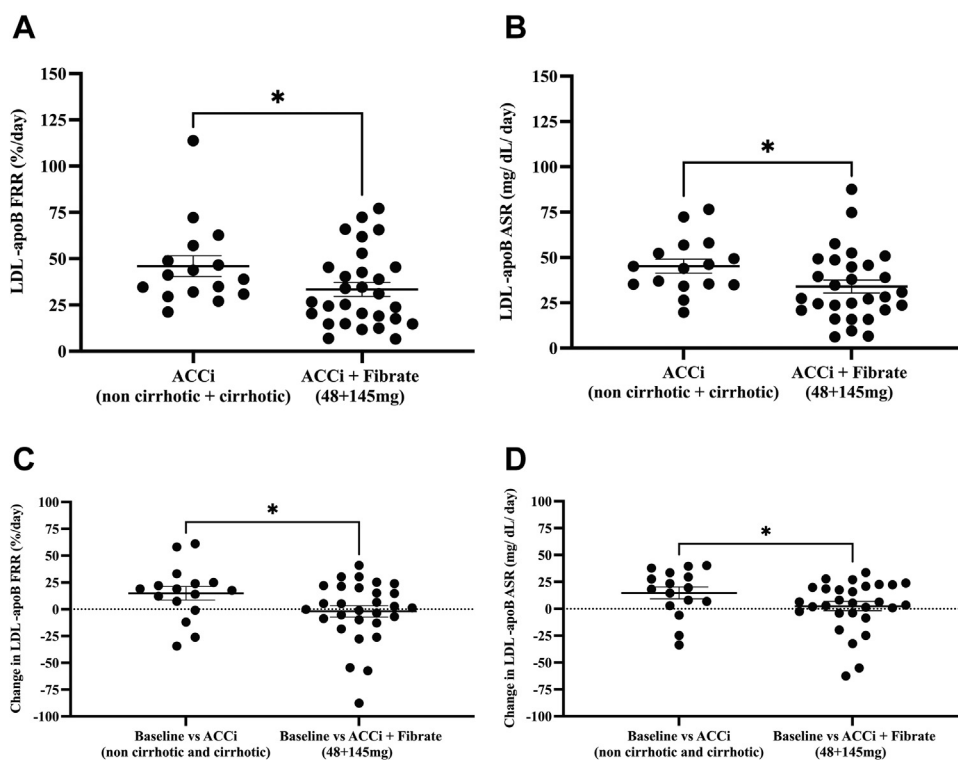 A
LDL -apoB FRR (%/day)
150
125
100
75
50
25
0
*
ACCi
(non cirrhotic + cirrhotic)
ACCi + Fibrate
(48+145mg)
B
LDL -apoB ASR (mg/ dL/ day)
150
125
100
75
50
25
0
*
ACCi
(non cirrhotic + cirrhotic)
ACCi + Fibrate
(48+145mg)
C
Change in LDL -apoB FRR (%/day)
100
75
50
25
0
-25
-50
-75
-100
*
Baseline vs ACCi
(non cirrhotic and cirrhotic)
Baseline vs ACCi + Fibrate
(48+145mg)
D
Change in LDL -apoB ASR (mg/ dL/ day)
100
75
50
25
0
-25
-50
-75
-100
*
Baseline vs ACCi
(non cirrhotic and cirrhotic)
Baseline vs ACCi + Fibrate
(48+145mg)